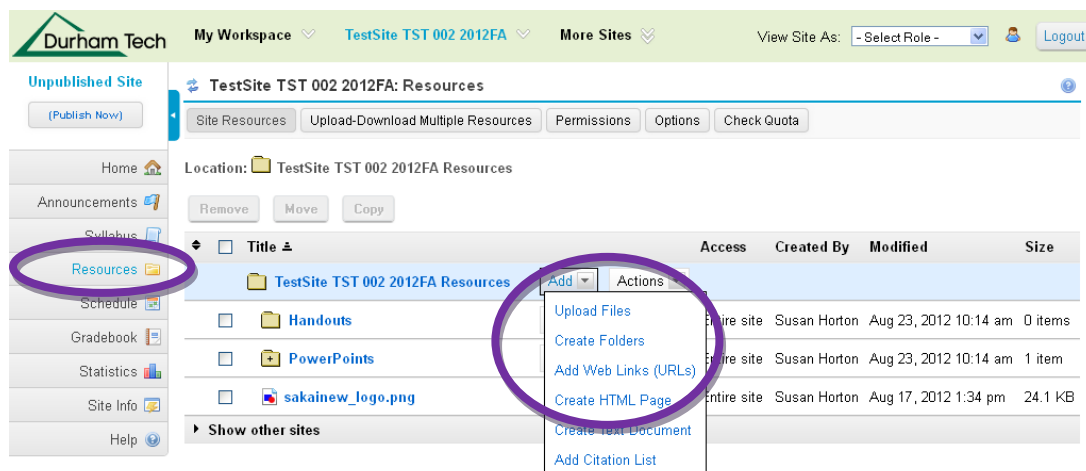 Durham Tech
My Workspace TestSite TST 002 2012FA More Sites View Site As: - Select Role - Logout
Unpublished Site
(Publish Now)
TestSite TST 002 2012FA: Resources
Site Resources Upload-Download Multiple Resources Permissions Options Check Quota
Home
Announcements
Syllabus
Resources
Schedule
Gradebook
Statistics
Site Info
Help
Location: TestSite TST 002 2012FA Resources
Remove Move Copy
Title Access Created By Modified Size
TestSite TST 002 2012FA Resources Add Actions
Handouts Entire site Susan Horton Aug 23, 2012 10:14 am 0 items
PowerPoints Entire site Susan Horton Aug 23, 2012 10:14 am 1 item
sakainew_logo.png Entire site Susan Horton Aug 17, 2012 1:34 pm 24.1 KB
Show other sites
Upload Files
Create Folders
Add Web Links (URLs)
Create HTML Page
Create Text Document
Add Citation List